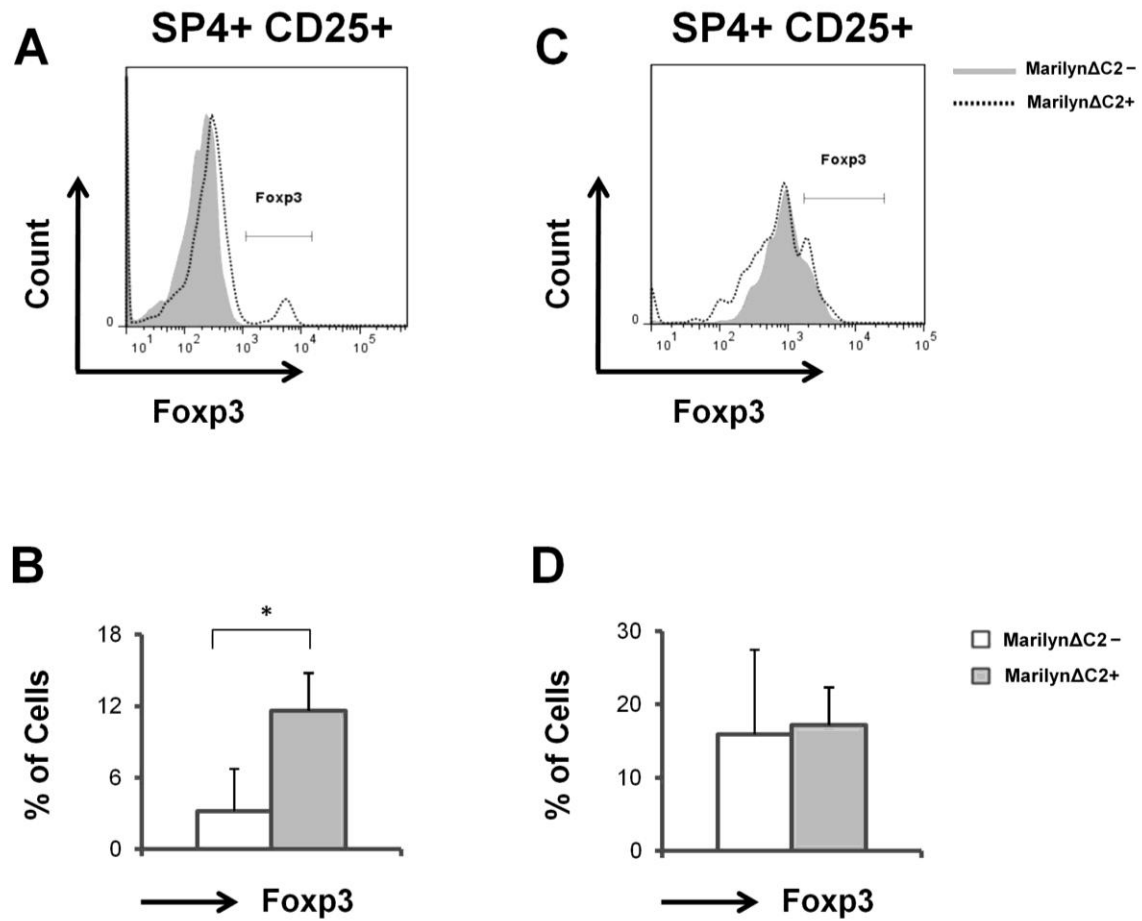 A
SP4+ CD25+
Count
Foxp3
0
10¹ 10² 10³ 10⁴ 10⁵
Foxp3
C
SP4+ CD25+
Count
Foxp3
0
10¹ 10² 10³ 10⁴ 10⁵
Foxp3
MarilynΔC2−
MarilynΔC2+
B
% of Cells
18
12
6
0
*
Foxp3
D
% of Cells
30
20
10
0
Foxp3
MarilynΔC2−
MarilynΔC2+